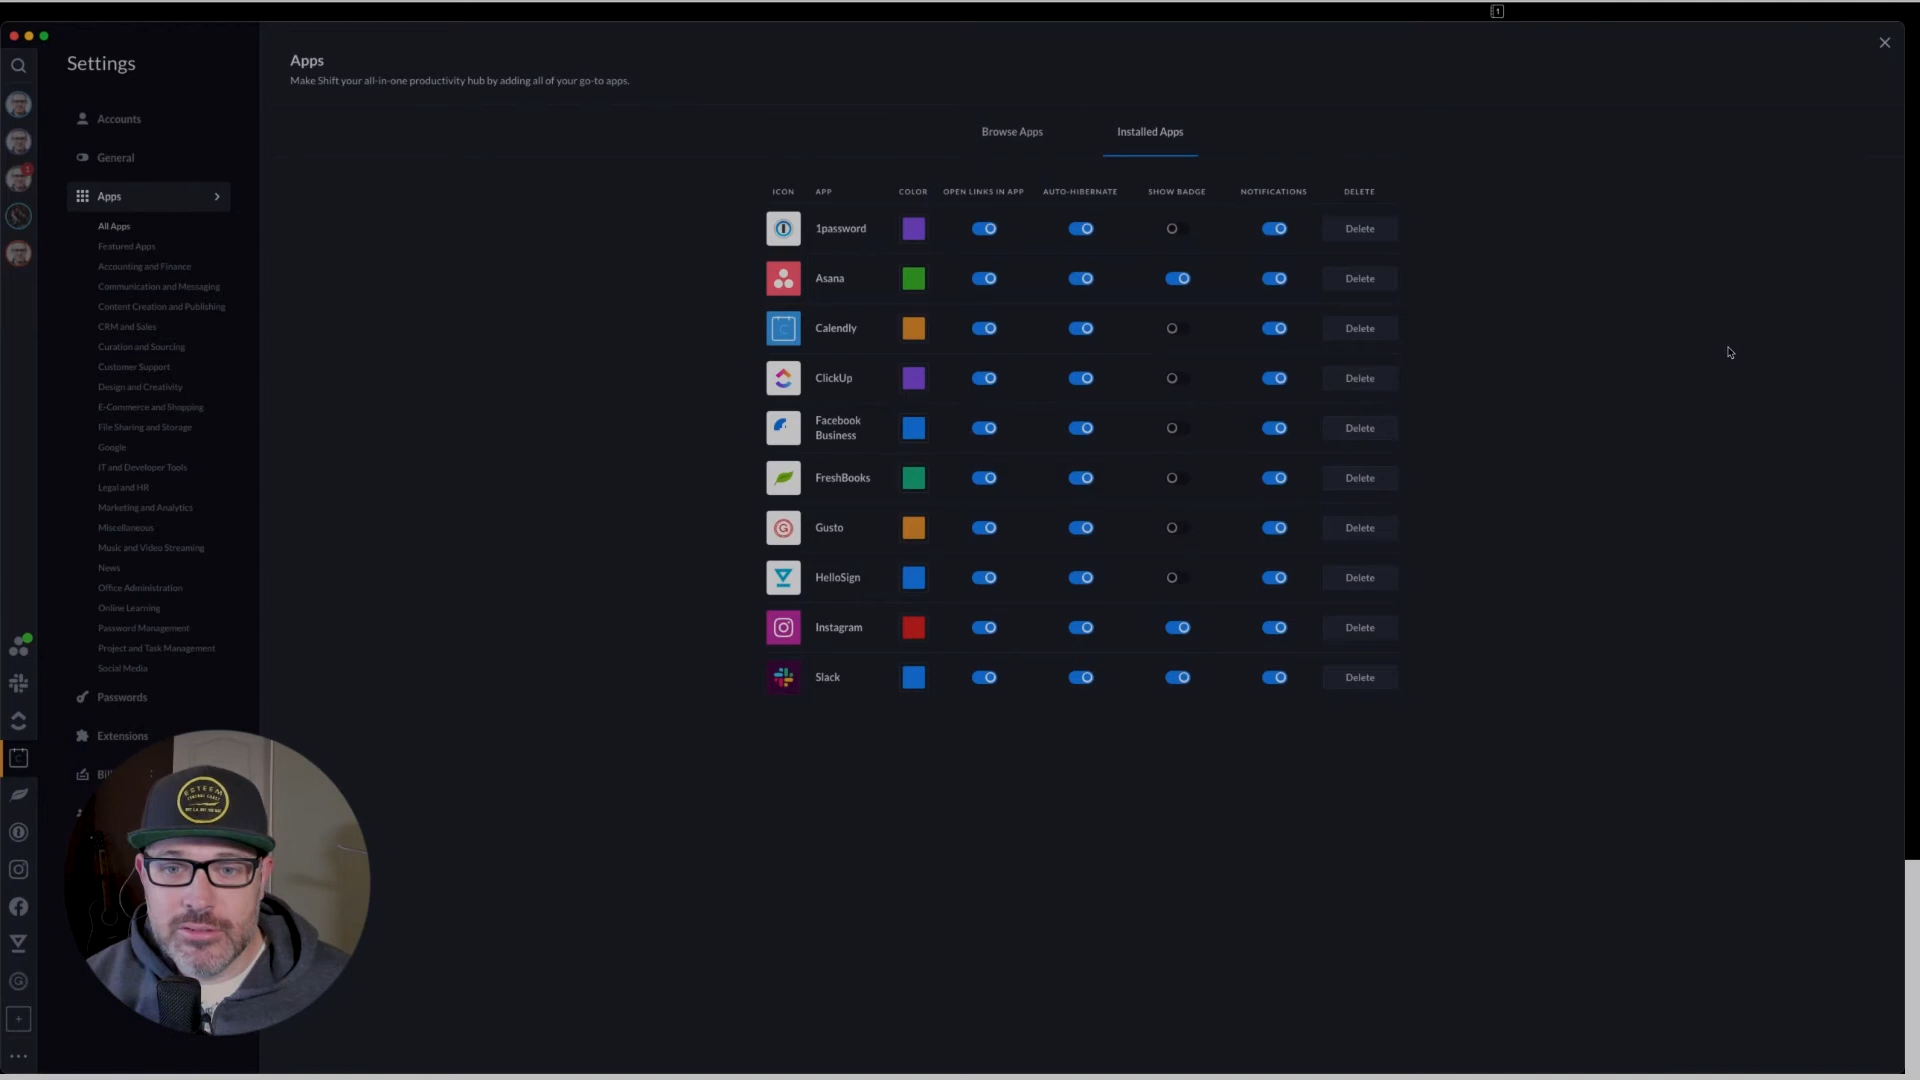 1
Settings
Apps
Make Shift your all-in-one productivity hub by adding all of your go-to apps.
Accounts
General
Apps
All Apps
Featured Apps
Accounting and Finance
Communication and Messaging
Content Creation and Publishing
CRM and Sales
Curation and Sourcing
Customer Support
Design and Creativity
E-Commerce and Shopping
File Sharing and Storage
Google
IT and Developer Tools
Legal and HR
Marketing and Analytics
Miscellaneous
Music and Video Streaming
News
Office Administration
Online Learning
Password Management
Project and Task Management
Social Media
Passwords
Extensions
Bil
1
Browse Apps
Installed Apps
ICON APP COLOR OPEN LINKS IN APP AUTO-HIBERNATE SHOW BADGE NOTIFICATIONS DELETE
1password Delete
Asana Delete
Calendly Delete
ClickUp Delete
Facebook
Business Delete
FreshBooks Delete
Gusto Delete
HelloSign Delete
Instagram Delete
Slack Delete
ESTEEM